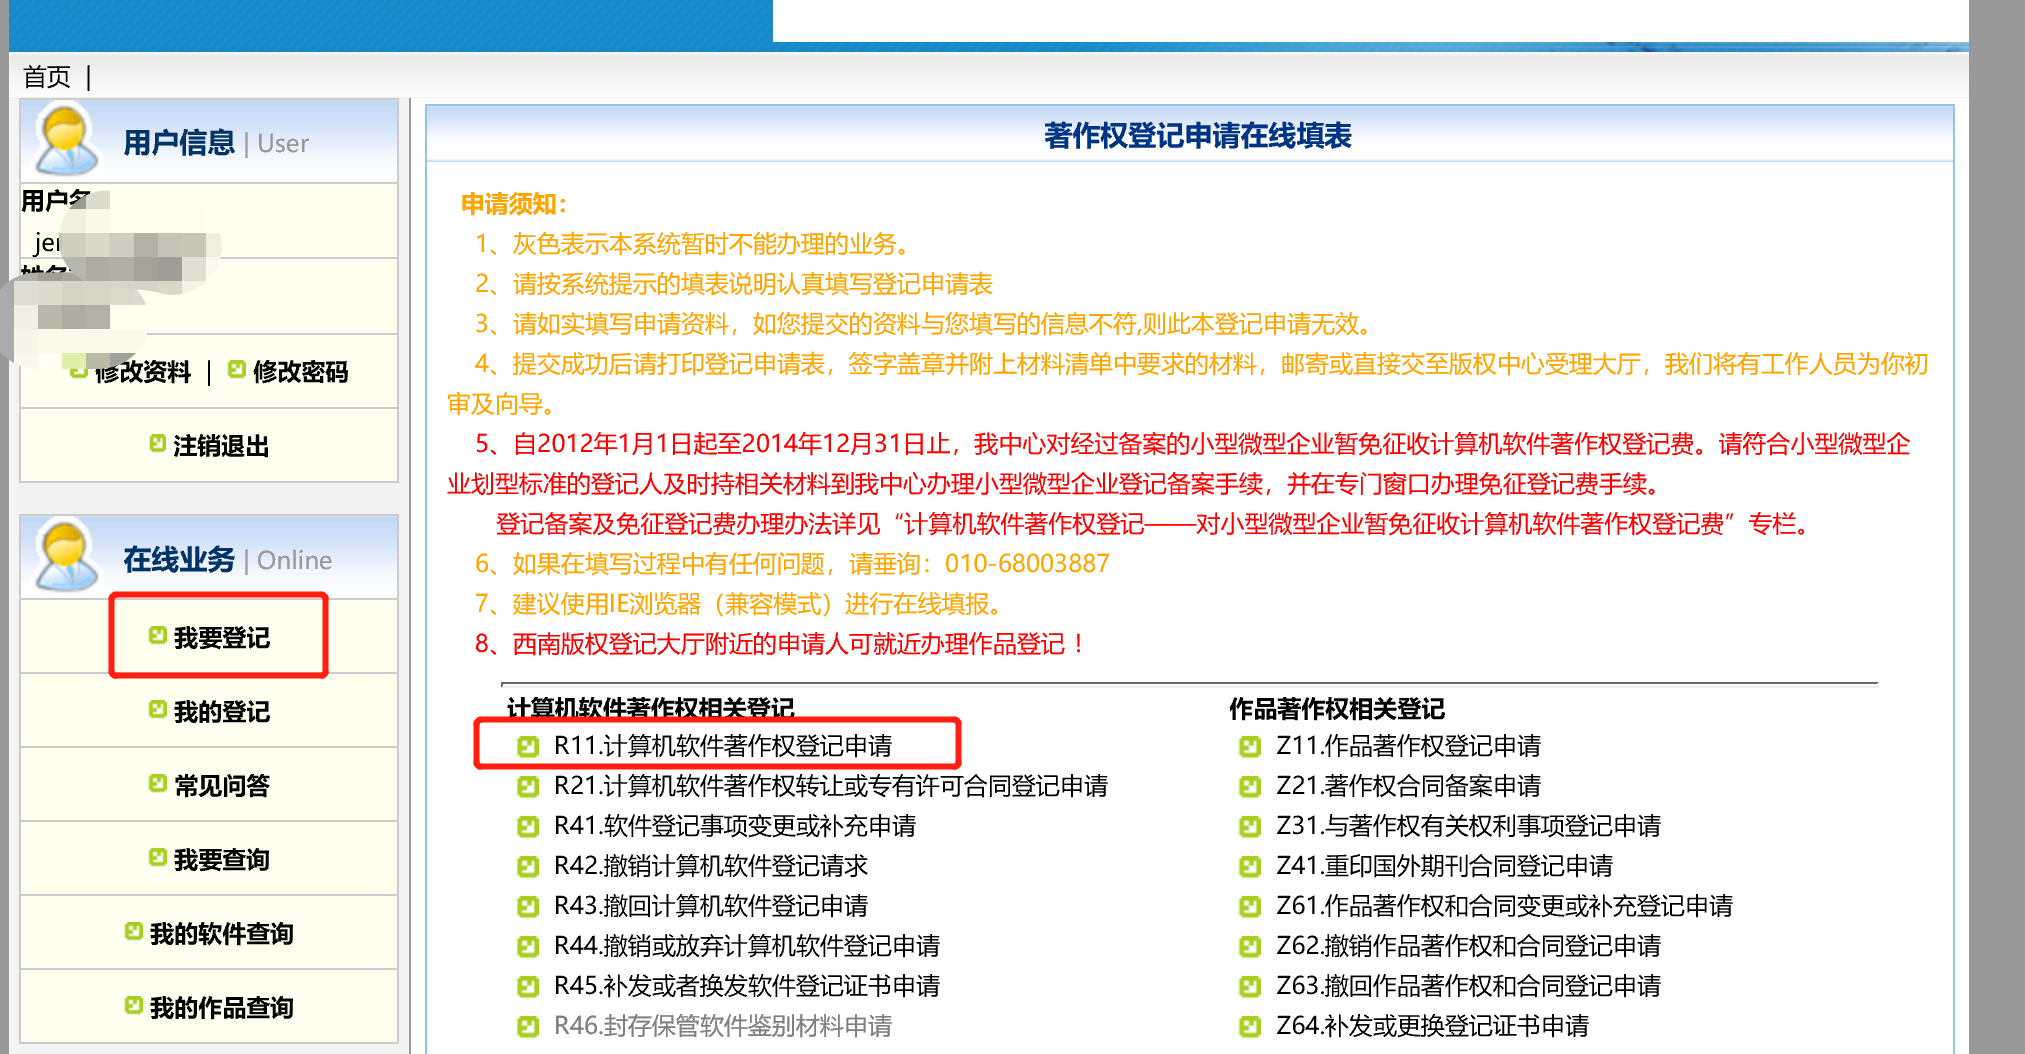 首页 |
用户信息 | User
用户名
jer
修改资料 | 修改密码
注销退出
在线业务 | Online
我要登记
我的登记
常见问答
我要查询
我的软件查询
我的作品查询
著作权登记申请在线填表
申请须知：
1、灰色表示本系统暂时不能办理的业务。
2、请按系统提示的填表说明认真填写登记申请表
3、请如实填写申请资料，如您提交的资料与您填写的信息不符,则此本登记申请无效。
4、提交成功后请打印登记申请表，签字盖章并附上材料清单中要求的材料，邮寄或直接交至版权中心受理大厅，我们将有工作人员为你初
审及向导。
5、自2012年1月1日起至2014年12月31日止，我中心对经过备案的小型微型企业暂免征收计算机软件著作权登记费。请符合小型微型企
业划型标准的登记人及时持相关材料到我中心办理小型微型企业登记备案手续，并在专门窗口办理免征登记费手续。
登记备案及免征登记费办理办法详见“计算机软件著作权登记——对小型微型企业暂免征收计算机软件著作权登记费”专栏。
6、如果在填写过程中有任何问题，请垂询：010-68003887
7、建议使用IE浏览器（兼容模式）进行在线填报。
8、西南版权登记大厅附近的申请人可就近办理作品登记！
计算机软件著作权相关登记
R11.计算机软件著作权登记申请
R21.计算机软件著作权转让或专有许可合同登记申请
R41.软件登记事项变更或补充申请
R42.撤销计算机软件登记请求
R43.撤回计算机软件登记申请
R44.撤销或放弃计算机软件登记申请
R45.补发或者换发软件登记证书申请
R46.封存保管软件鉴别材料申请
作品著作权相关登记
Z11.作品著作权登记申请
Z21.著作权合同备案申请
Z31.与著作权有关权利事项登记申请
Z41.重印国外期刊合同登记申请
Z61.作品著作权和合同变更或补充登记申请
Z62.撤销作品著作权和合同登记申请
Z63.撤回作品著作权和合同登记申请
Z64.补发或更换登记证书申请